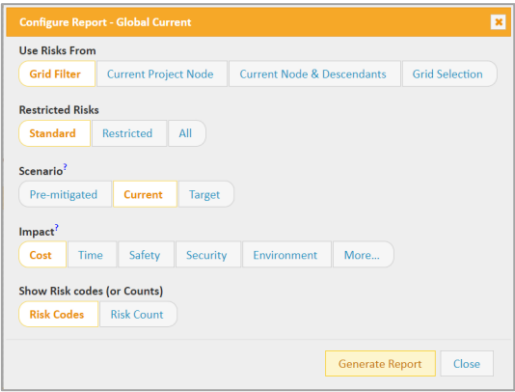 Configure Report - Global Current
Use Risks From
Grid Filter Current Project Node Current Node & Descendants Grid Selection
Restricted Risks
Standard Restricted All
Scenario?
Pre-mitigated Current Target
Impact?
Cost Time Safety Security Environment More...
Show Risk codes (or Counts)
Risk Codes Risk Count
Generate Report Close